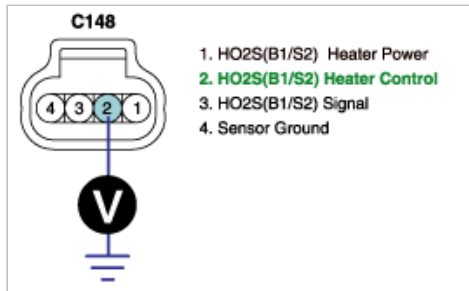 C148
1. HO2S(B1/S2) Heater Power
2. HO2S(B1/S2) Heater Control
3. HO2S(B1/S2) Signal
4. Sensor Ground
4 3 2 1
V